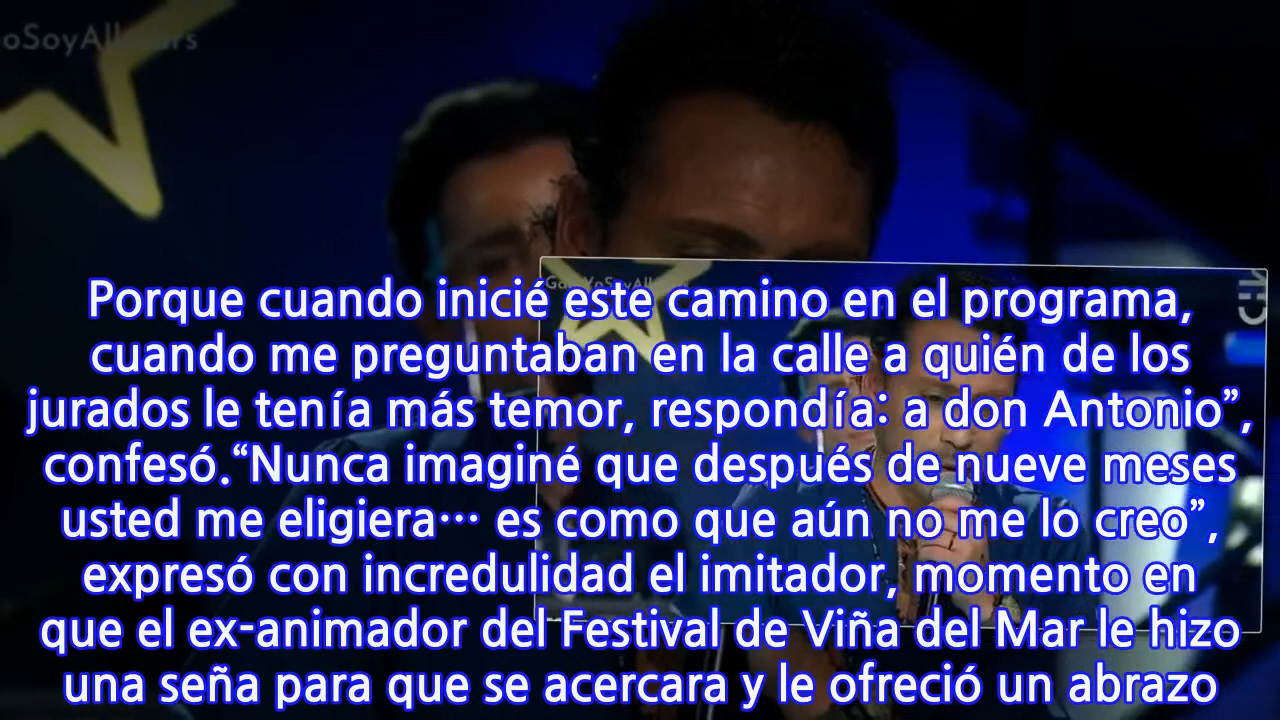 oSoyAll
Porque cuando inicié este camino en el programa,
cuando me preguntaban en la calle a quién de los
jurados le tenía más temor, respondía: a don Antonio”,
confesó.“Nunca imaginé que después de nueve meses
usted me eligiera… es como que aún no me lo creo”,
expresó con incredulidad el imitador, momento en
que el ex-animador del Festival de Viña del Mar le hizo
una seña para que se acercara y le ofreció un abrazo